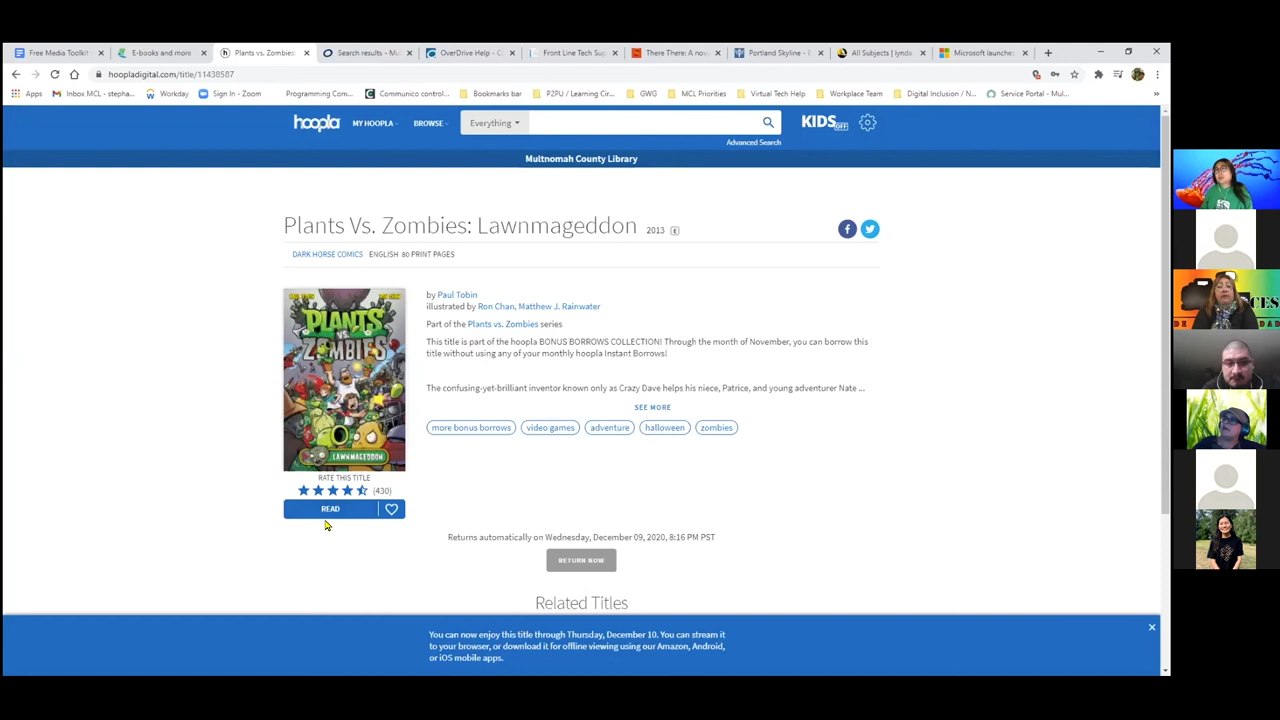 Free Media Toolkit
E-books and more
Plants vs. Zombies:
Search results - Mu
OverDrive Help - C
Front Line Tech Sup
There There: A nov
Portland Skyline -
All Subjects | lynda
Microsoft launche
hoopladigital.com/title/11438587
Apps
Inbox MCL - stepha...
Workday
Sign In - Zoom
Programming Com...
Communico control...
Bookmarks bar
P2PU / Learning Cir...
GWG
MCL Priorities
Virtual Tech Help
Workplace Team
Digital Inclusion / N...
Service Portal - Mul...
hoopla
MY HOOPLA
BROWSE
Everything
KIDS OFF
Advanced Search
Multnomah County Library
Plants Vs. Zombies: Lawnmageddon 2013 E
DARK HORSE COMICS ENGLISH 80 PRINT PAGES
by Paul Tobin
illustrated by Ron Chan, Matthew J. Rainwater
Part of the Plants vs. Zombies series
This title is part of the hoopla BONUS BORROWS COLLECTION! Through the month of November, you can borrow this
title without using any of your monthly hoopla Instant Borrows!
The confusing-yet-brilliant inventor known only as Crazy Dave helps his niece, Patrice, and young adventurer Nate ...
SEE MORE
more bonus borrows
video games
adventure
halloween
zombies
PLANTS
VS.
ZOMBIES
LAWNMAGEDDON
RATE THIS TITLE
(430)
READ
Returns automatically on Wednesday, December 09, 2020, 8:16 PM PST
RETURN NOW
Related Titles
You can now enjoy this title through Thursday, December 10. You can stream it
to your browser, or download it for offline viewing using our Amazon, Android,
or iOS mobile apps.